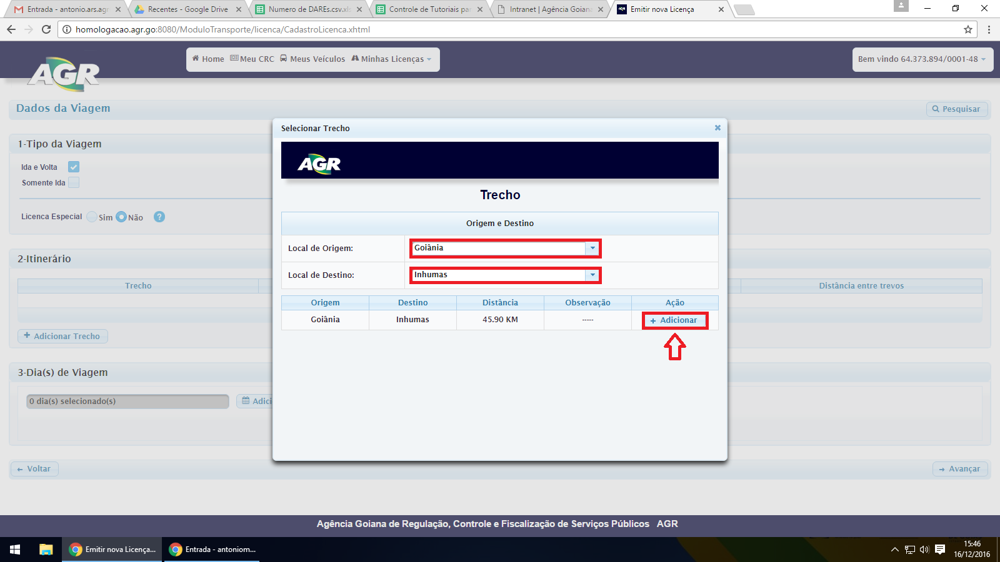 Entrada - antonio.ars.agr
Recentes - Google Drive
Numero de DAREs.csv.xls
Controle de Tutoriais par
Intranet | Agência Goiana
Emitir nova Licença
homologacao.agr.go:8080/ModuloTransporte/licenca/CadastroLicenca.xhtml
AGR
Home
Meu CRC
Meus Veículos
Minhas Licenças
Bem vindo 64.373.894/0001-48
Dados da Viagem
Pesquisar
1-Tipo da Viagem
Ida e Volta
Somente Ida
Licenca Especial
Sim
Não
?
2-Itinerário
Trecho
Distância entre trevos
+ Adicionar Trecho
3-Dia(s) de Viagem
0 dia(s) selecionado(s)
Adici
Voltar
Avançar
Selecionar Trecho
AGR
Trecho
Origem e Destino
Local de Origem:
Goiânia
Local de Destino:
Inhumas
Origem
Destino
Distância
Observação
Ação
Goiânia
Inhumas
45.90 KM
-----
+ Adicionar
Agência Goiana de Regulação, Controle e Fiscalização de Serviços Públicos AGR
Emitir nova Licença...
Entrada - antoniom...
15:46
16/12/2016